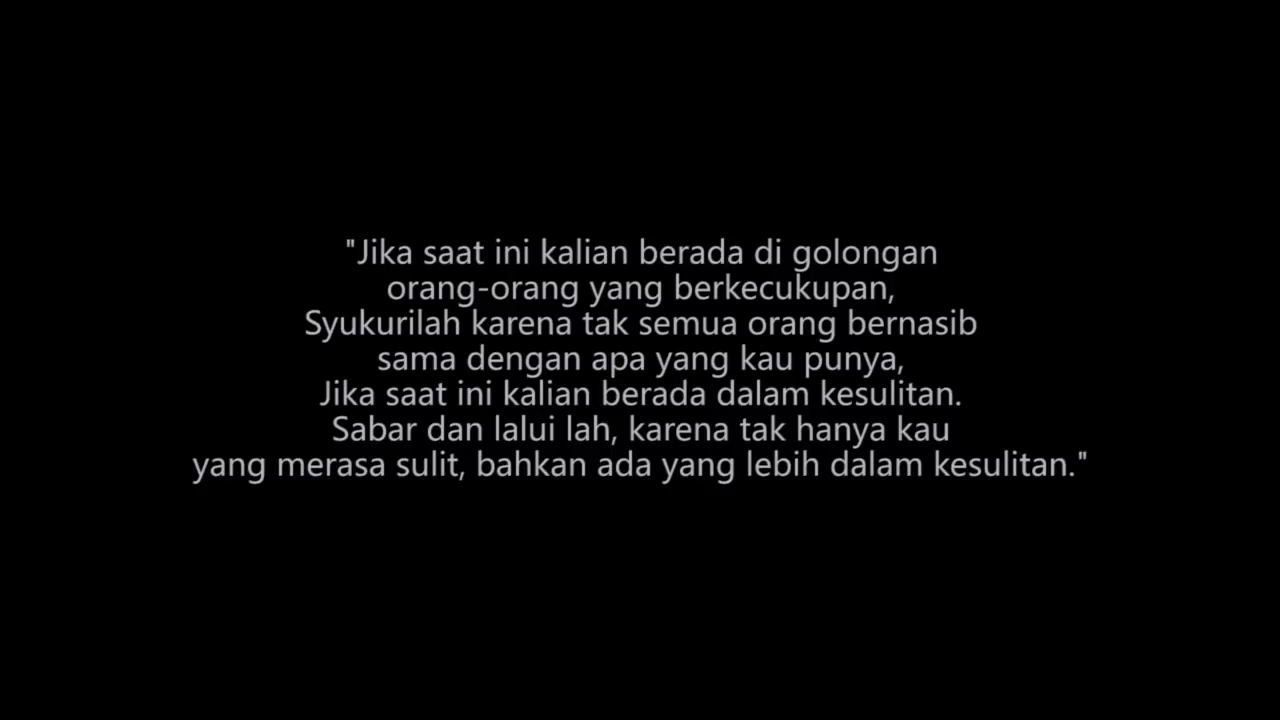 "Jika saat ini kalian berada di golongan
orang-orang yang berkecukupan,
Syukurilah karena tak semua orang bernasib
sama dengan apa yang kau punya,
Jika saat ini kalian berada dalam kesulitan.
Sabar dan lalui lah, karena tak hanya kau
yang merasa sulit, bahkan ada yang lebih dalam kesulitan."